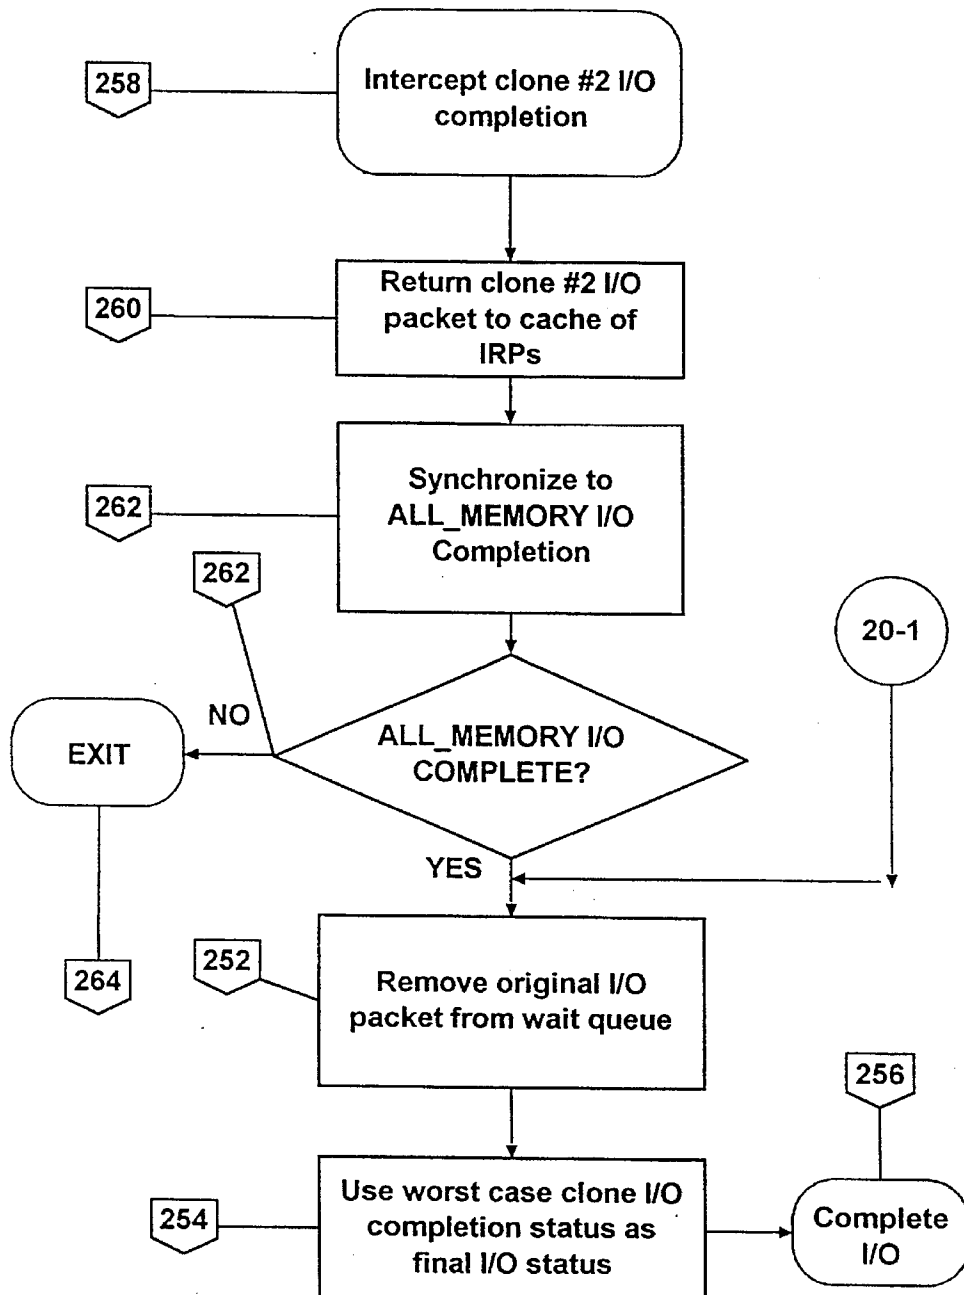 258
Intercept clone #2 I/O
completion
260
Return clone #2 I/O
packet to cache of
IRPs
262
Synchronize to
ALL_MEMORY I/O
Completion
262
20-1
NO
EXIT
ALL_MEMORY I/O
COMPLETE?
YES
264
252
Remove original I/O
packet from wait queue
256
254
Use worst case clone I/O
completion status as
final I/O status
Complete
I/O